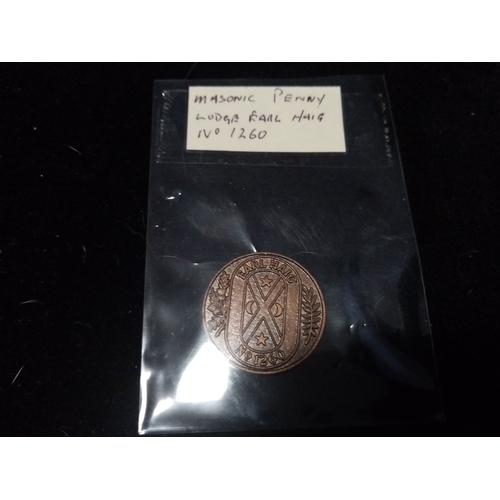 MASONIC PENNY
LODGE EARL HAIG
No 1260
EARL HAIG
No 1260